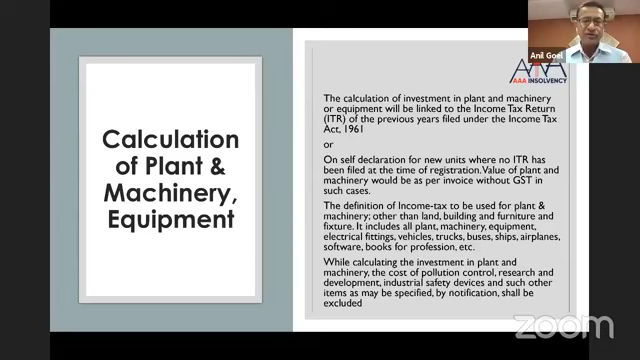 Anil Goel
AAA INSOLVENCY
Calculation
of Plant &
Machinery,
Equipment
The calculation of investment in plant and machinery
or equipment will be linked to the Income Tax Return
(ITR) of the previous years filed under the Income Tax
Act, 1961
or
On self declaration for new units where no ITR has
been filed at the time of registration. Value of plant and
machinery would be as per invoice without GST in
such cases.
The definition of Income-tax to be used for plant &
machinery; other than land, building and furniture and
fixture. It includes all plant, machinery, equipment,
electrical fittings, vehicles, trucks, buses, ships, airplanes,
software, books for profession, etc.
While calculating the investment in plant and
machinery, the cost of pollution control, research and
development, industrial safety devices and such other
items as may be specified, by notification, shall be
excluded
zoom